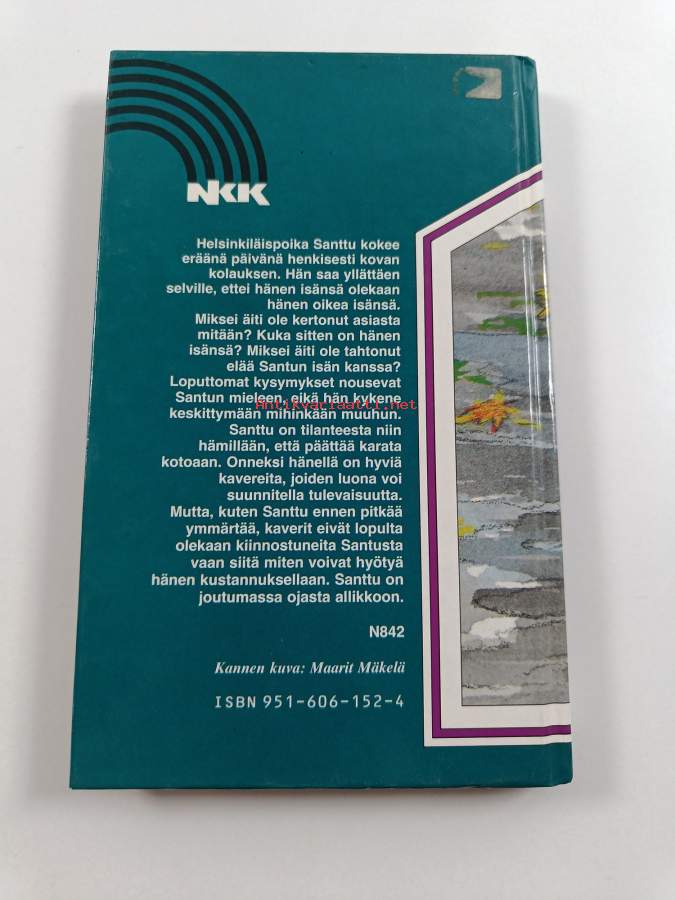 NKK
Helsinkiläispoika Santtu kokee
eräänä päivänä henkisesti kovan
kolauksen. Hän saa yllättäen
selville, ettei hänen isänsä olekaan
hänen oikea isänsä.
Miksei äiti ole kertonut asiasta
mitään? Kuka sitten on hänen
isänsä? Miksei äiti ole tahtonut
elää Santun isän kanssa?
Loputtomat kysymykset nousevat
Santun mieleen, eikä hän kykene
Antikvariaatti.net
keskittymään mihinkään muuhun.
Santtu on tilanteesta niin
hämillään, että päättää karata
kotoaan. Onneksi hänellä on hyviä
kavereita, joiden luona voi
suunnitella tulevaisuutta.
Mutta, kuten Santtu ennen pitkää
ymmärtää, kaverit eivät lopulta
olekaan kiinnostuneita Santusta
vaan siitä miten voivat hyötyä
hänen kustannuksellaan. Santtu on
joutumassa ojasta allikkoon.
N842
Kannen kuva: Maarit Mäkelä
ISBN 951-606-152-4